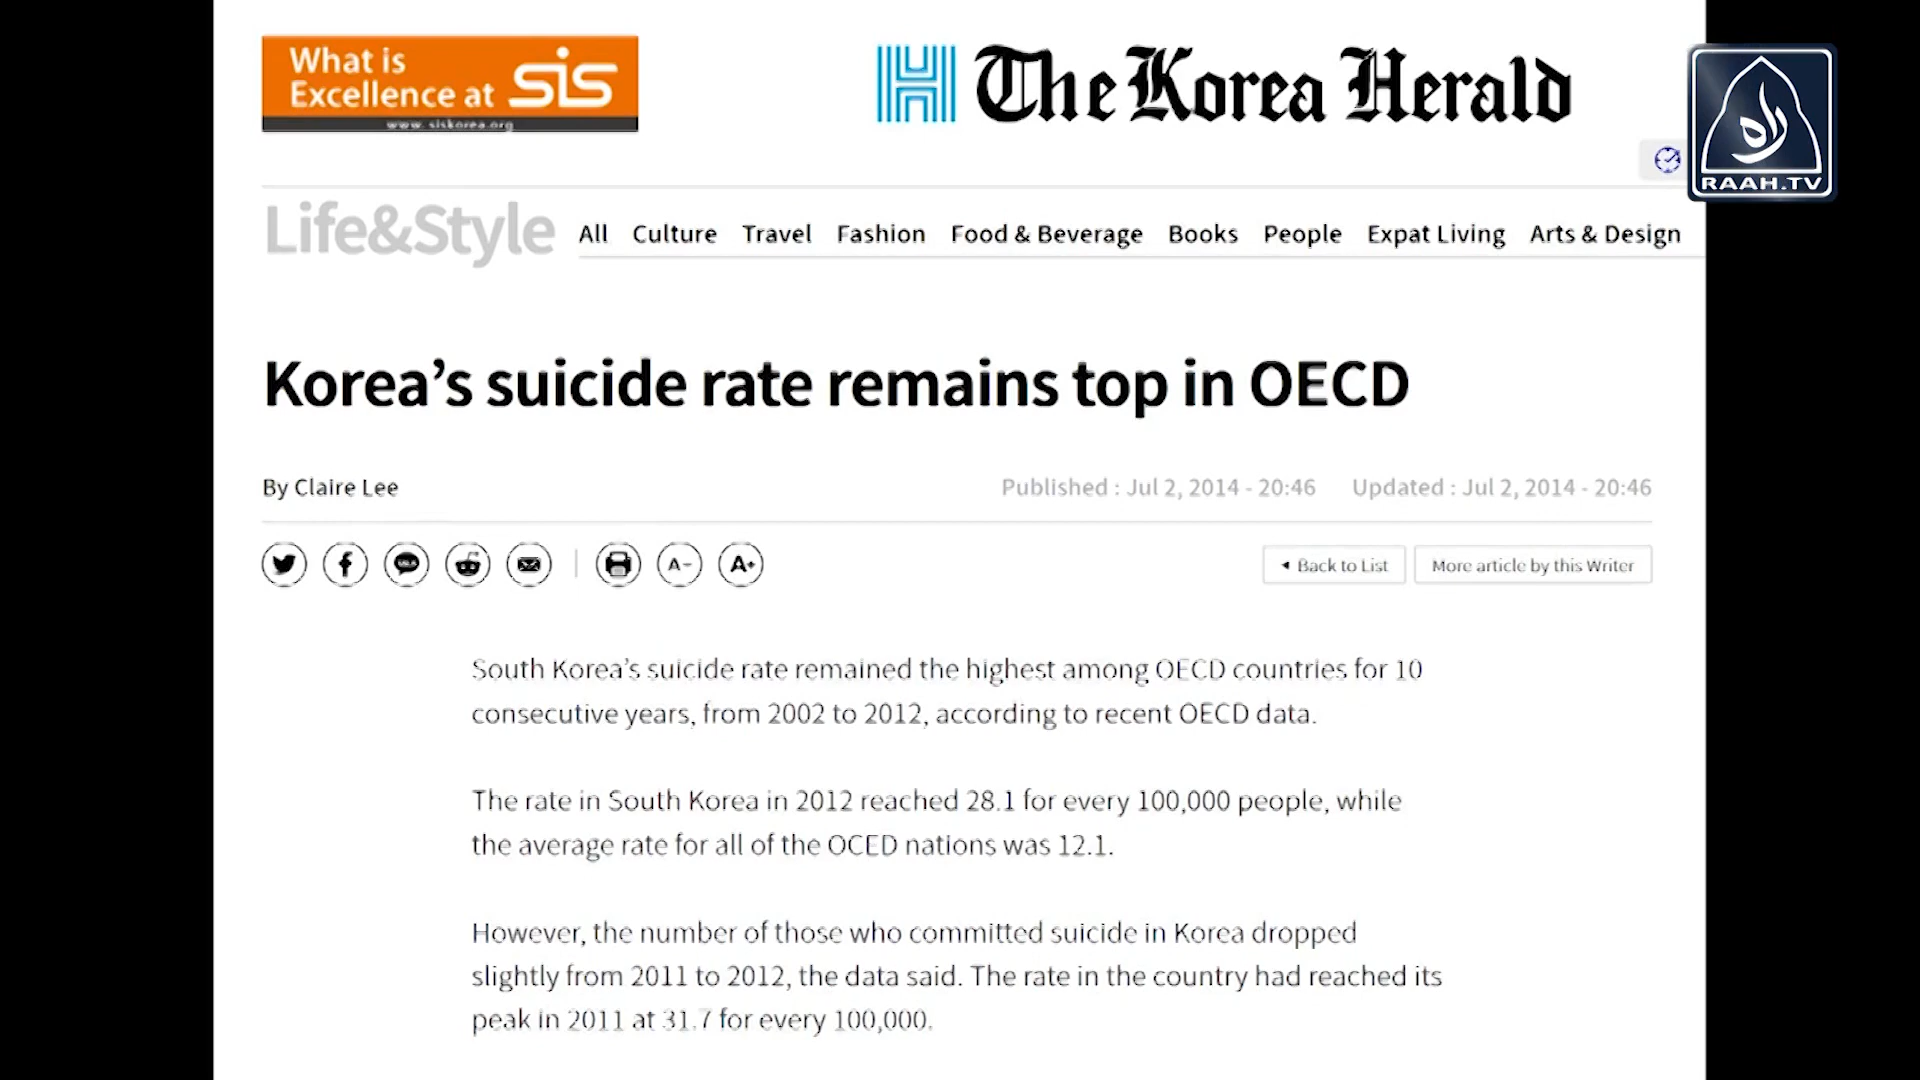 What is
Excellence at sis
www.siskorea.org
The Korea Herald
راه
RAAH.TV
Life&Style All Culture Travel Fashion Food & Beverage Books People Expat Living Arts & Design
Korea’s suicide rate remains top in OECD
By Claire Lee Published : Jul 2, 2014 - 20:46 Updated : Jul 2, 2014 - 20:46
A- A+ Back to List More article by this Writer
South Korea’s suicide rate remained the highest among OECD countries for 10
consecutive years, from 2002 to 2012, according to recent OECD data.
The rate in South Korea in 2012 reached 28.1 for every 100,000 people, while
the average rate for all of the OCED nations was 12.1.
However, the number of those who committed suicide in Korea dropped
slightly from 2011 to 2012, the data said. The rate in the country had reached its
peak in 2011 at 31.7 for every 100,000.